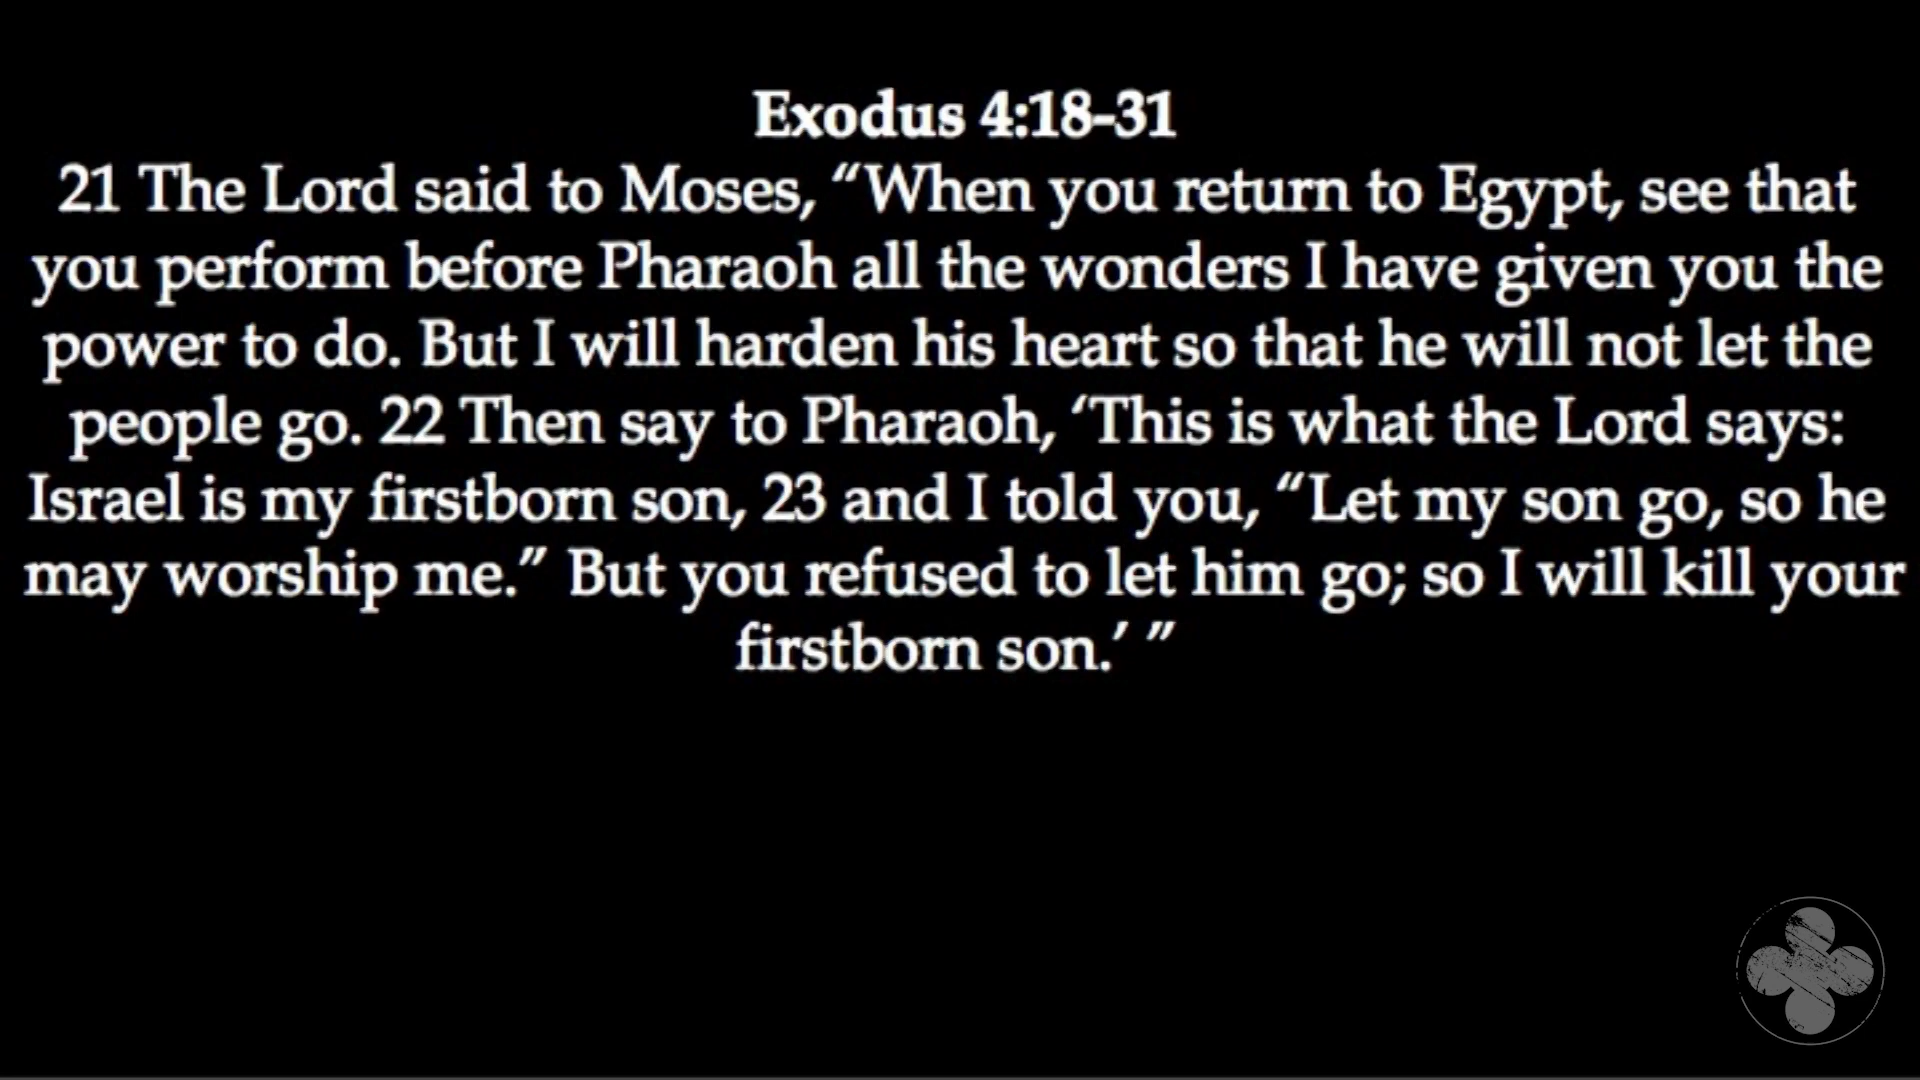 Exodus 4:18-31
21 The Lord said to Moses, “When you return to Egypt, see that
you perform before Pharaoh all the wonders I have given you the
power to do. But I will harden his heart so that he will not let the
people go. 22 Then say to Pharaoh, ‘This is what the Lord says:
Israel is my firstborn son, 23 and I told you, “Let my son go, so he
may worship me.” But you refused to let him go; so I will kill your
firstborn son.’ ”